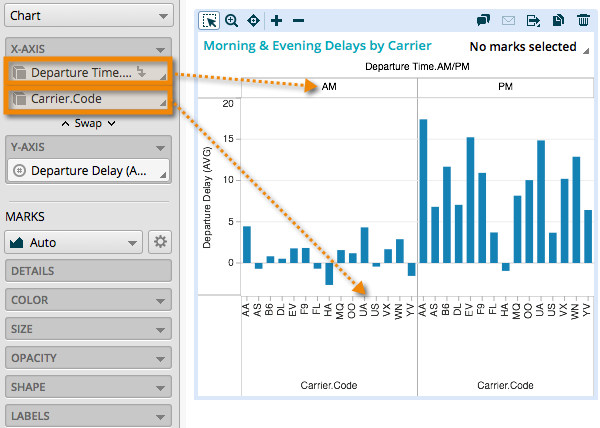 Chart
X-AXIS
Departure Time....
Carrier.Code
Swap
Y-AXIS
Departure Delay (A...
MARKS
Auto
DETAILS
COLOR
SIZE
OPACITY
SHAPE
LABELS
Morning & Evening Delays by Carrier
No marks selected
Departure Time.AM/PM
AM PM
Departure Delay (AVG)
20
15
10
5
0
AA AS B6 DL EV F9 FL HA MQ OO UA US VX WN YV AA AS B6 DL EV F9 FL HA MQ OO UA US VX WN YV
Carrier.Code Carrier.Code